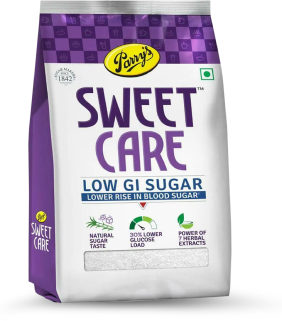 Parry's
SINCE
1842
SWEET™
CARE
LOW GI SUGAR
LOWER RISE IN BLOOD SUGAR*
NATURAL
SUGAR
TASTE
30% LOWER
GLUCOSE
LOAD
POWER OF
7 HERBAL
EXTRACTS
SWEET
CARE